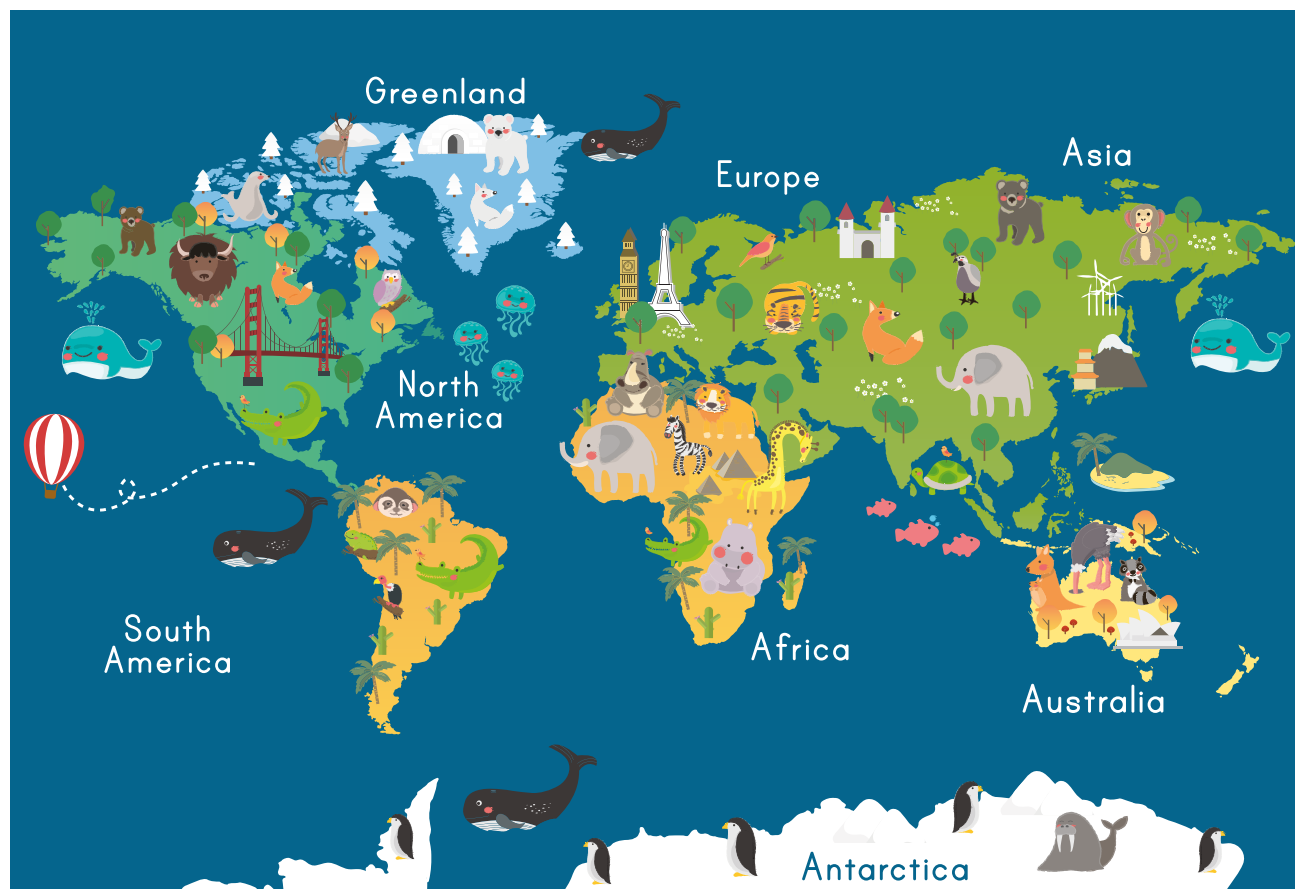 Greenland
Europe
Asia
North
America
South
America
Africa
Australia
Antarctica